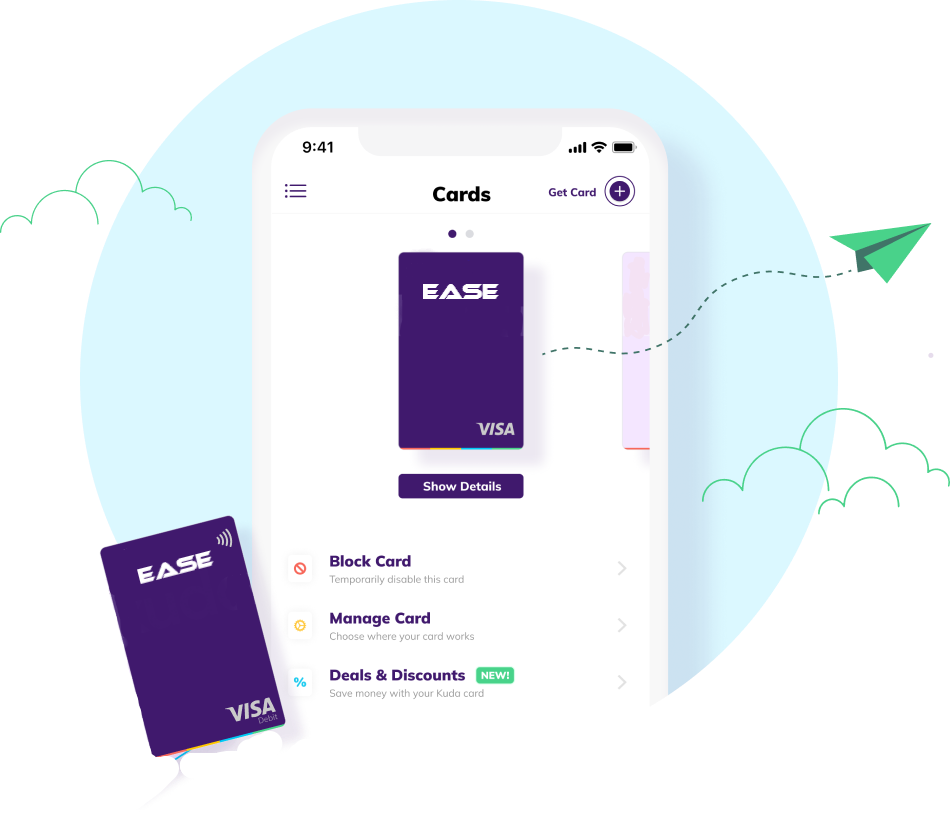 9:41
Cards
Get Card
EASE
VISA
Show Details
Block Card
Temporarily disable this card
Manage Card
Choose where your card works
Deals & Discounts NEW!
Save money with your Kuda card
EASE
VISA
Debit